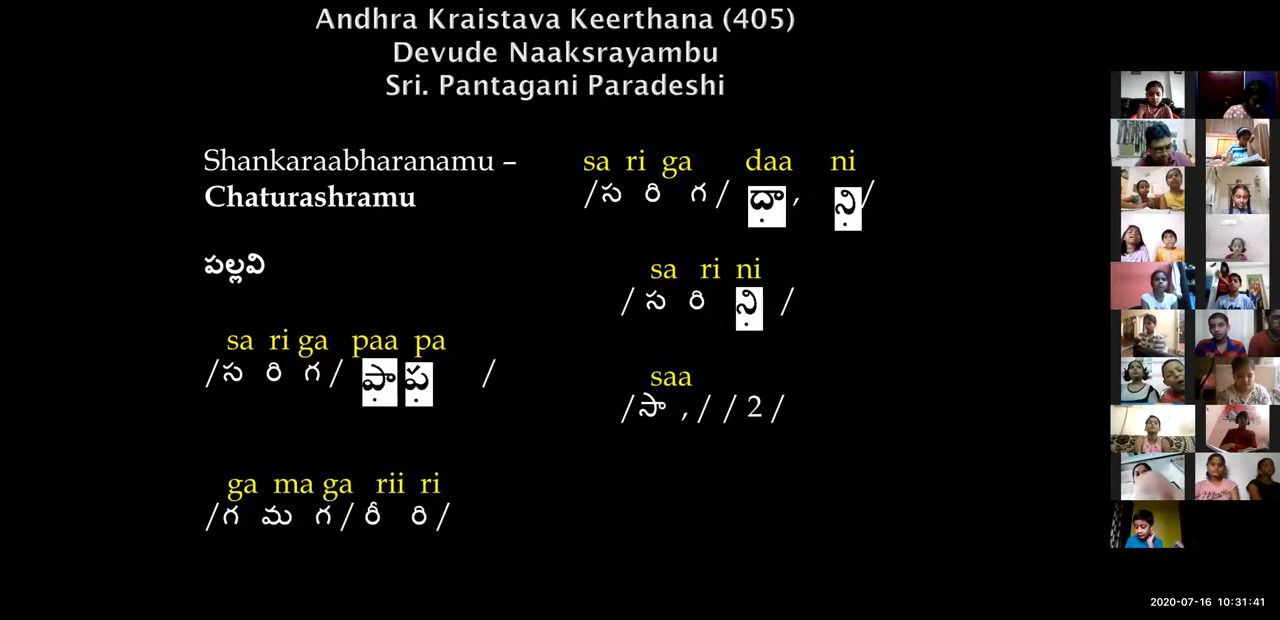 Andhra Kraistava Keerthana (405)
Devude Naaksrayambu
Sri. Pantagani Paradeshi
Shankaraabharanamu –
Chaturashramu
పల్లవి
sa ri ga paa pa
/స రి గ/ పా̣ ప̣ /
ga ma ga rii ri
/గ మ గ/ రీ రి/
sa ri ga daa ni
/స రి గ/ దా̣ , ని̣/
sa ri ni
/ స రి ని̣ /
saa
/సా ,/ / 2/
2020-07-16 10:31:41